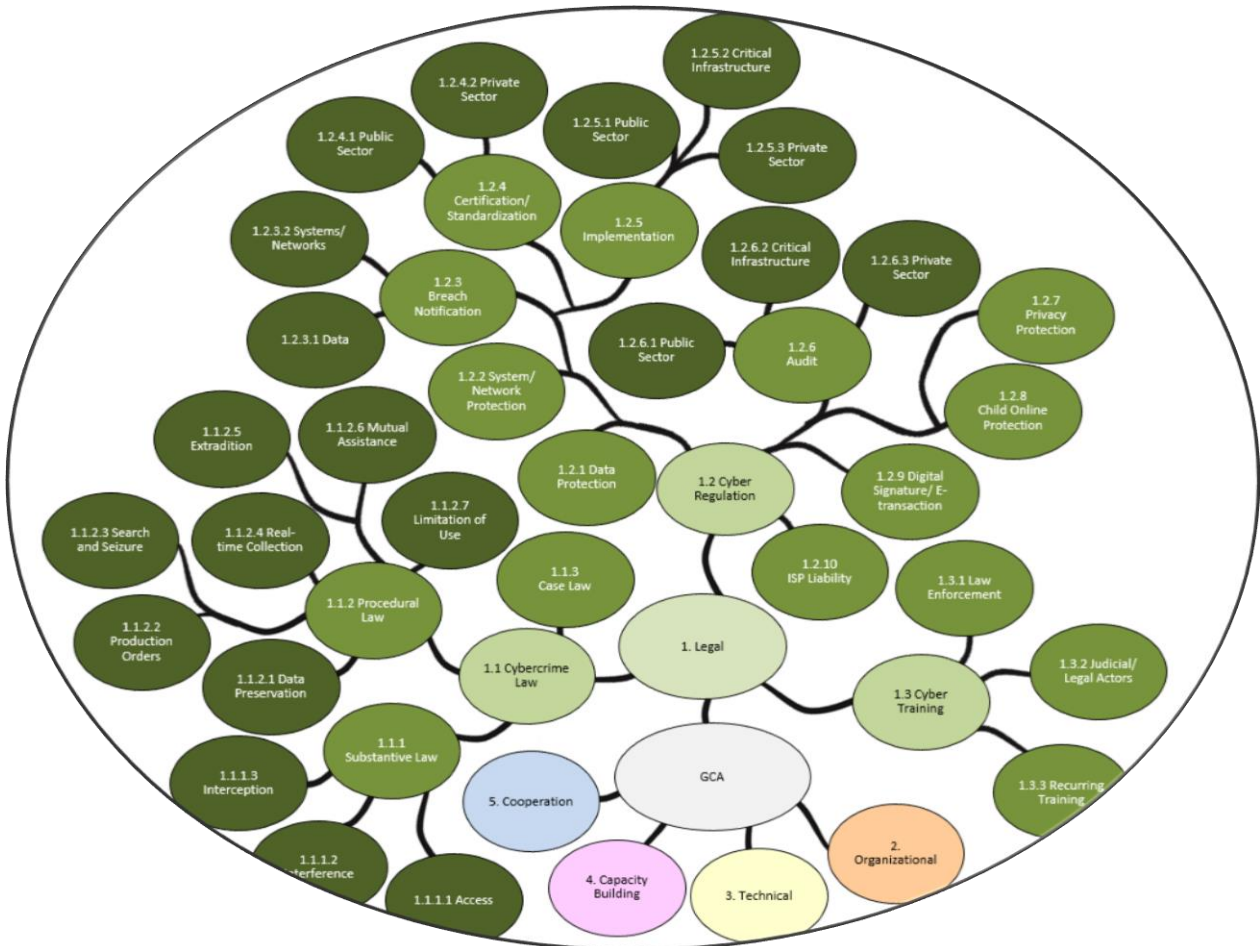 1.2.5.2 Critical
Infrastructure
1.2.4.2 Private
Sector
1.2.5.1 Public
Sector
1.2.4.1 Public
Sector
1.2.5.3 Private
Sector
1.2.4
Certification/
Standardization
1.2.5
Implementation
1.2.3.2 Systems/
Networks
1.2.6.2 Critical
Infrastructure
1.2.6.3 Private
Sector
1.2.3
Breach
Notification
1.2.7
Privacy
Protection
1.2.3.1 Data
1.2.6.1 Public
Sector
1.2.6
Audit
1.2.2 System/
Network
Protection
1.2.8
Child Online
Protection
1.1.2.5
Extradition
1.1.2.6 Mutual
Assistance
1.2.1 Data
Protection
1.2 Cyber
Regulation
1.2.9 Digital
Signature/ E-
transaction
1.1.2.3 Search
and Seizure
1.1.2.4 Real-
time Collection
1.1.2.7
Limitation of
Use
1.1.3
Case Law
1.2.10
ISP Liability
1.3.1 Law
Enforcement
1.1.2 Procedural
Law
1.1.2.2
Production
Orders
1. Legal
1.1 Cybercrime
Law
1.3.2 Judicial/
Legal Actors
1.1.2.1 Data
Preservation
1.3 Cyber
Training
1.1.1
Substantive Law
1.1.1.3
Interception
GCA
1.3.3 Recurring
Training
5. Cooperation
2.
Organizational
1.1.1.2
terference
4. Capacity
Building
3. Technical
1.1.1.1 Access